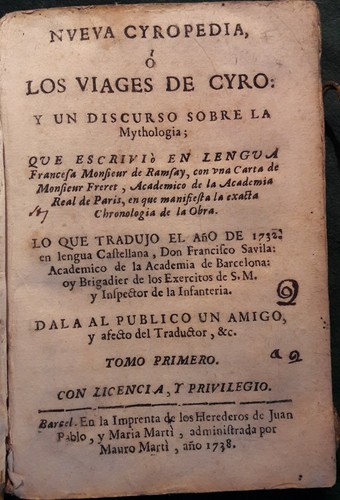 NVEVA CYROPEDIA,
ò
LOS VIAGES DE CYRO:
Y UN DISCURSO SOBRE LA
Mythologia;
QUE ESCRIVIò EN LENGUA
Francesa Monsieur de Ramsay, con vna Carta de
Monsieur Freret, Academico de la Academia
Real de Paris, en que manifiesta la exacta
Chronologia de la Obra.
LO QUE TRADUJO EL AñO DE 1732.
en lengua Castellana, Don Francisco Savila:
Academico de la Academia de Barcelona:
oy Brigadier de los Exercitos de S. M.
y Inspector de la Infanteria.
DALA AL PUBLICO UN AMIGO,
y afecto del Traductor, &c.
TOMO PRIMERO.
CON LICENCIA, Y PRIVILEGIO.
Barcel. En la Imprenta de los Herederos de Juan
Pablo, y Maria Martì, administrada por
Mauro Martì, año 1738.